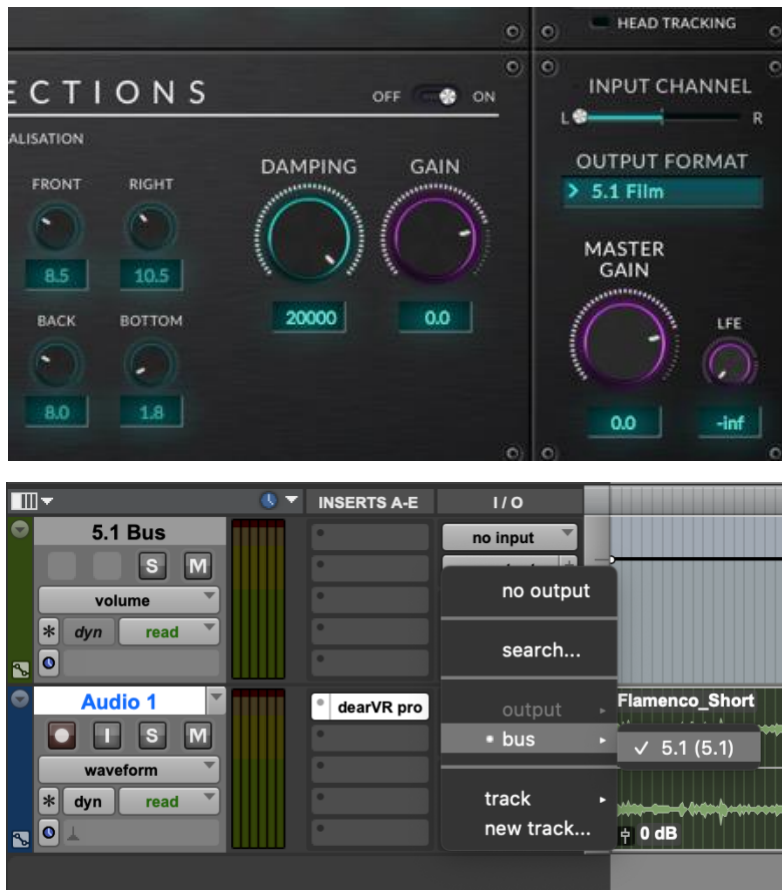 HEAD TRACKING
ECTIONS
OFF ON
INPUT CHANNEL
L R
ALISATION
DAMPING GAIN
OUTPUT FORMAT
> 5.1 Film
FRONT RIGHT
8.5 10.5
MASTER
GAIN
20000 0.0
BACK BOTTOM
LFE
8.0 1.8
0.0 -inf
INSERTS A-E I / O
5.1 Bus
no input
S M
no output
volume
* dyn read
search...
Audio 1
dearVR pro
output
Flamenco_Short
I S M
bus
✓ 5.1 (5.1)
waveform
* dyn read
track
new track...
0 dB